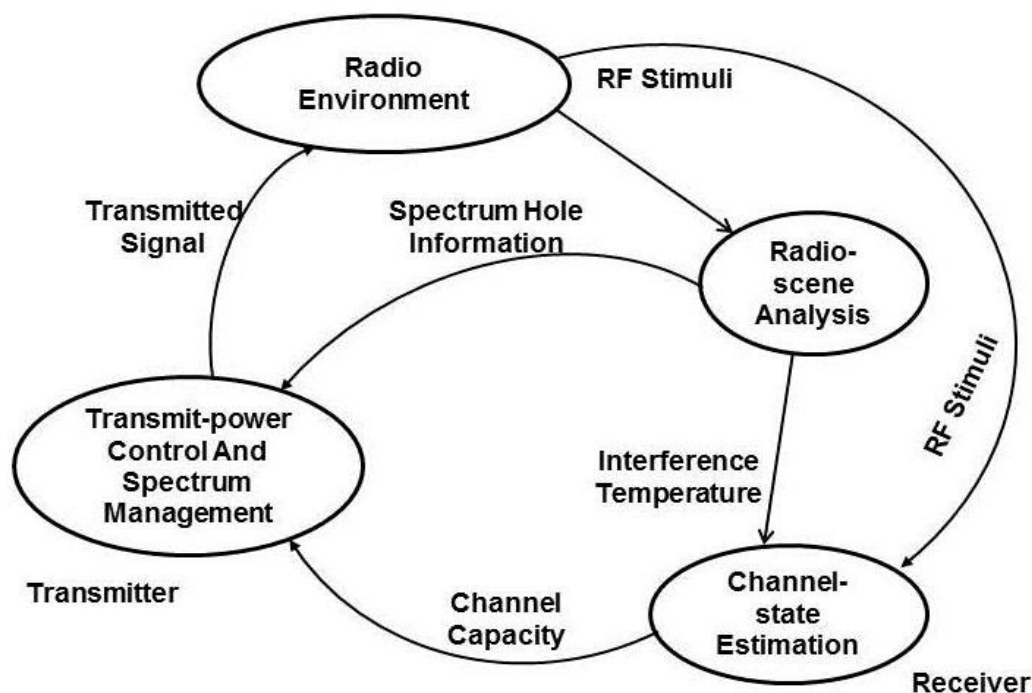 Radio
Environment
RF Stimuli
Transmitted
Signal
Spectrum Hole
Information
Radio-
scene
Analysis
RF Stimuli
Transmit-power
Control And
Spectrum
Management
Interference
Temperature
Transmitter
Channel
Capacity
Channel-
state
Estimation
Receiver